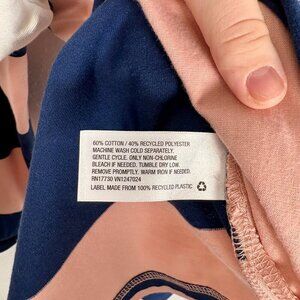 60% COTTON / 40% RECYCLED POLYESTER
MACHINE WASH COLD SEPARATELY.
GENTLE CYCLE. ONLY NON-CHLORINE
BLEACH IF NEEDED. TUMBLE DRY LOW.
REMOVE PROMPTLY. WARM IRON IF NEEDED.
RN17730 VN1247024
LABEL MADE FROM 100% RECYCLED PLASTIC